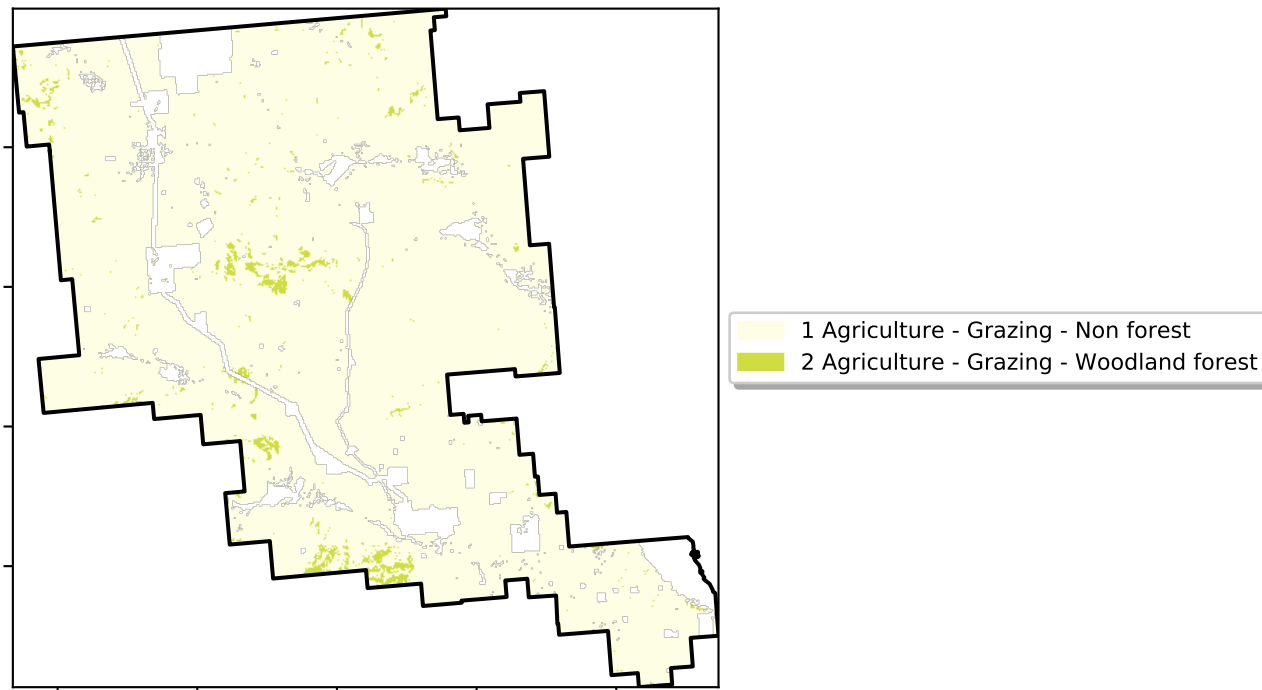 1 Agriculture - Grazing - Non forest
2 Agriculture - Grazing - Woodland forest